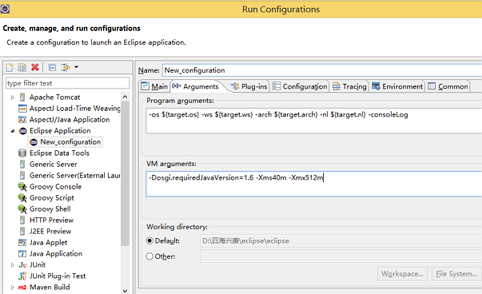 Run Configurations
Create, manage, and run configurations
Create a configuration to launch an Eclipse application.
type filter text
Apache Tomcat
AspectJ Load-Time Weaving
AspectJ/Java Application
Eclipse Application
New_configuration
Eclipse Data Tools
Generic Server
Generic Server(External Laun
Groovy Console
Groovy Script
Groovy Shell
HTTP Preview
J2EE Preview
Java Applet
Java Application
JUnit
JUnit Plug-in Test
Maven Build
Name: New_configuration
Main Arguments Plug-ins Configuration Tracing Environment Common
Program arguments:
-os ${target.os} -ws ${target.ws} -arch ${target.arch} -nl ${target.nl} -consoleLog
VM arguments:
-Dosgi.requiredJavaVersion=1.6 -Xms40m -Xmx512m
Working directory:
Default:
\eclipse\eclipse
Other:
Workspace... File System...